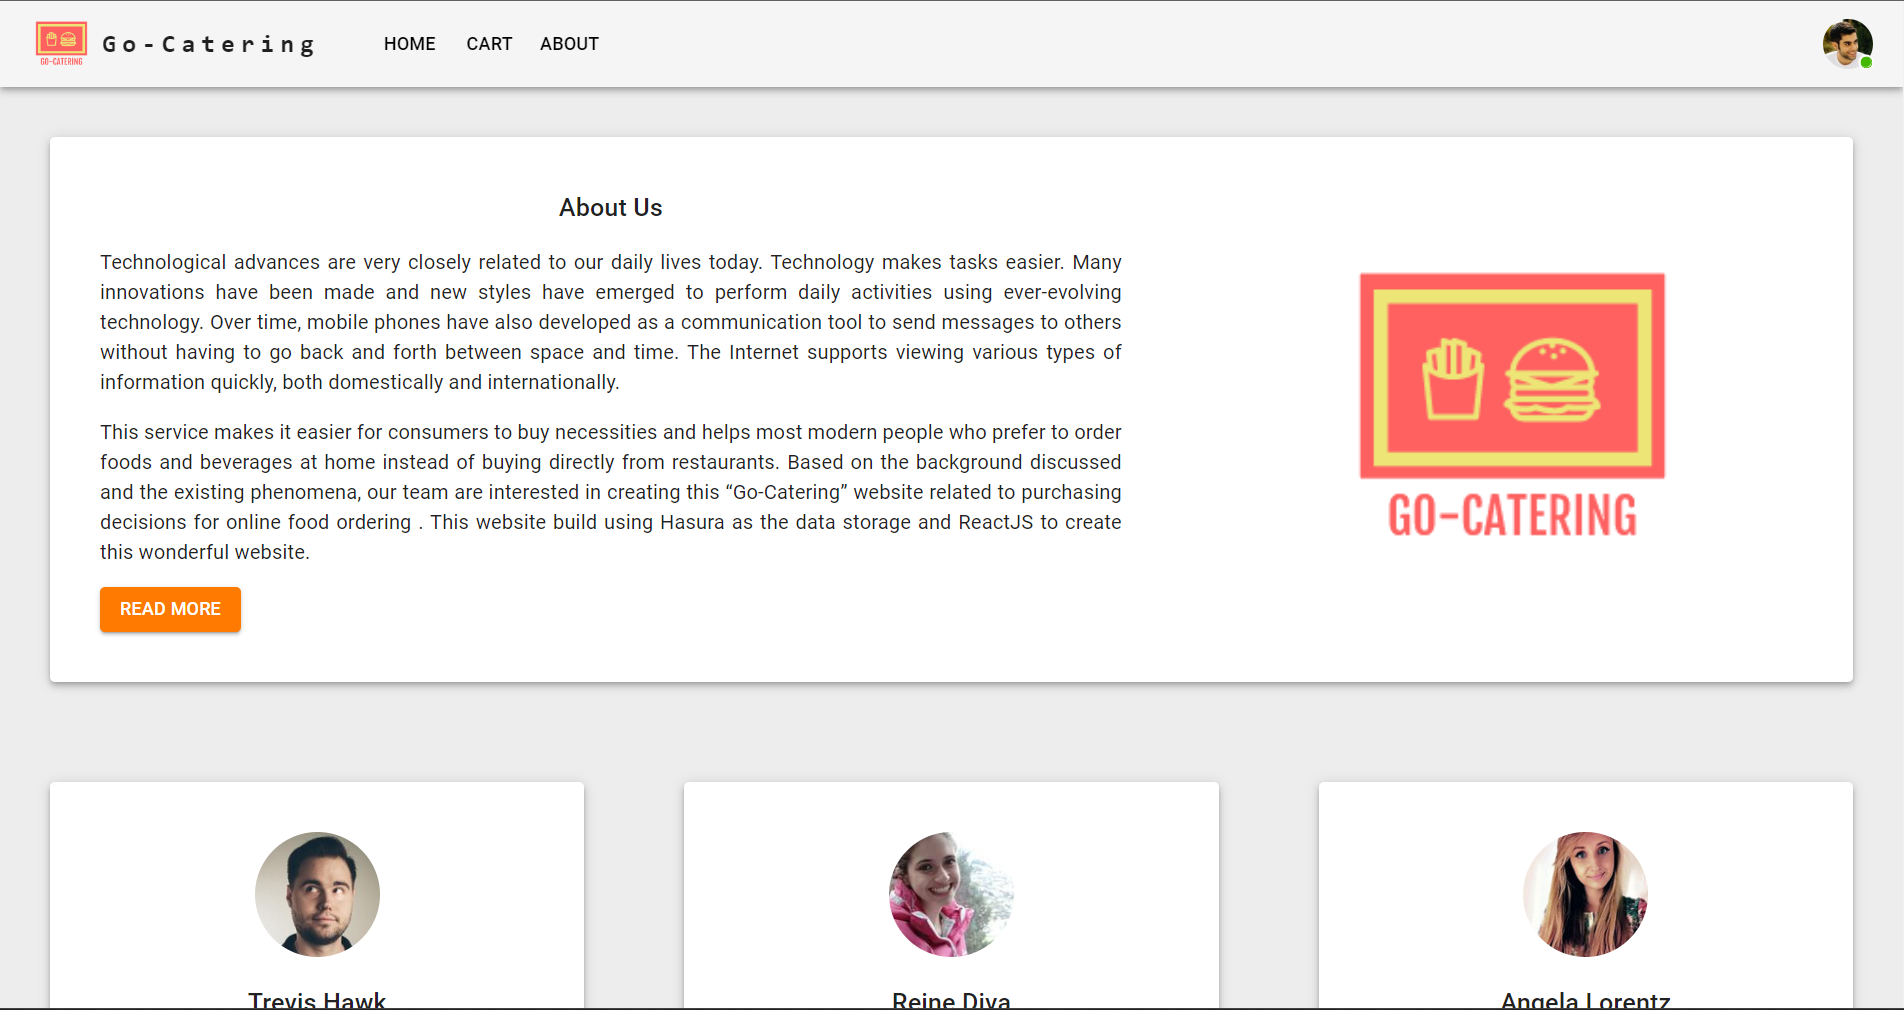 GO-CATERING
Go-Catering
HOME
CART
ABOUT
About Us
Technological advances are very closely related to our daily lives today. Technology makes tasks easier. Many
innovations have been made and new styles have emerged to perform daily activities using ever-evolving
technology. Over time, mobile phones have also developed as a communication tool to send messages to others
without having to go back and forth between space and time. The Internet supports viewing various types of
information quickly, both domestically and internationally.
This service makes it easier for consumers to buy necessities and helps most modern people who prefer to order
foods and beverages at home instead of buying directly from restaurants. Based on the background discussed
and the existing phenomena, our team are interested in creating this “Go-Catering” website related to purchasing
decisions for online food ordering . This website build using Hasura as the data storage and ReactJS to create
this wonderful website.
READ MORE
GO-CATERING
Trevis Hawk
Reine Diva
Angela Lorentz